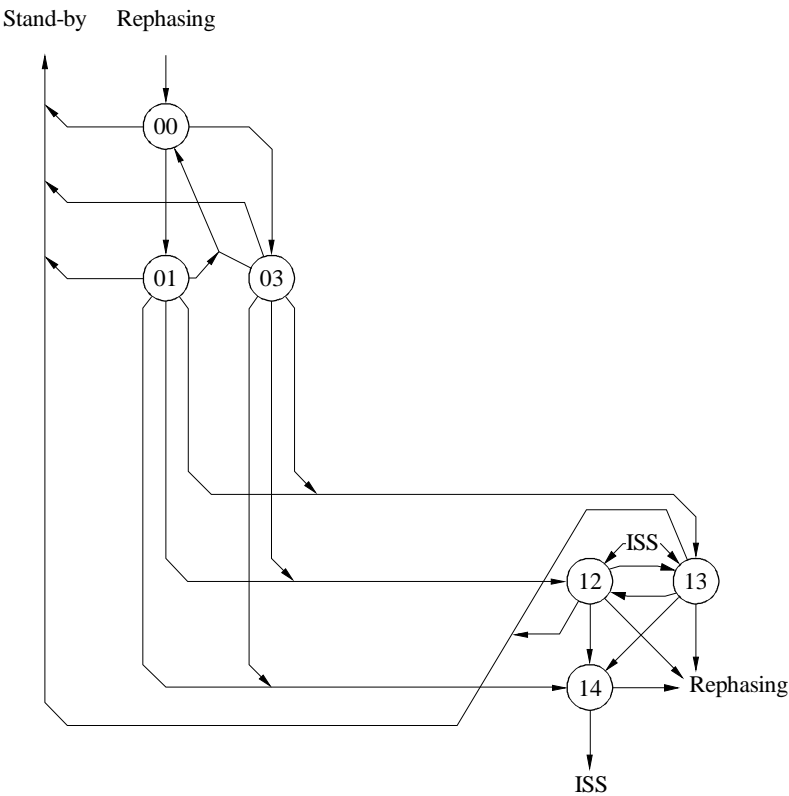 Stand-by Rephasing
00
01 03
ISS
12 13
14 Rephasing
ISS